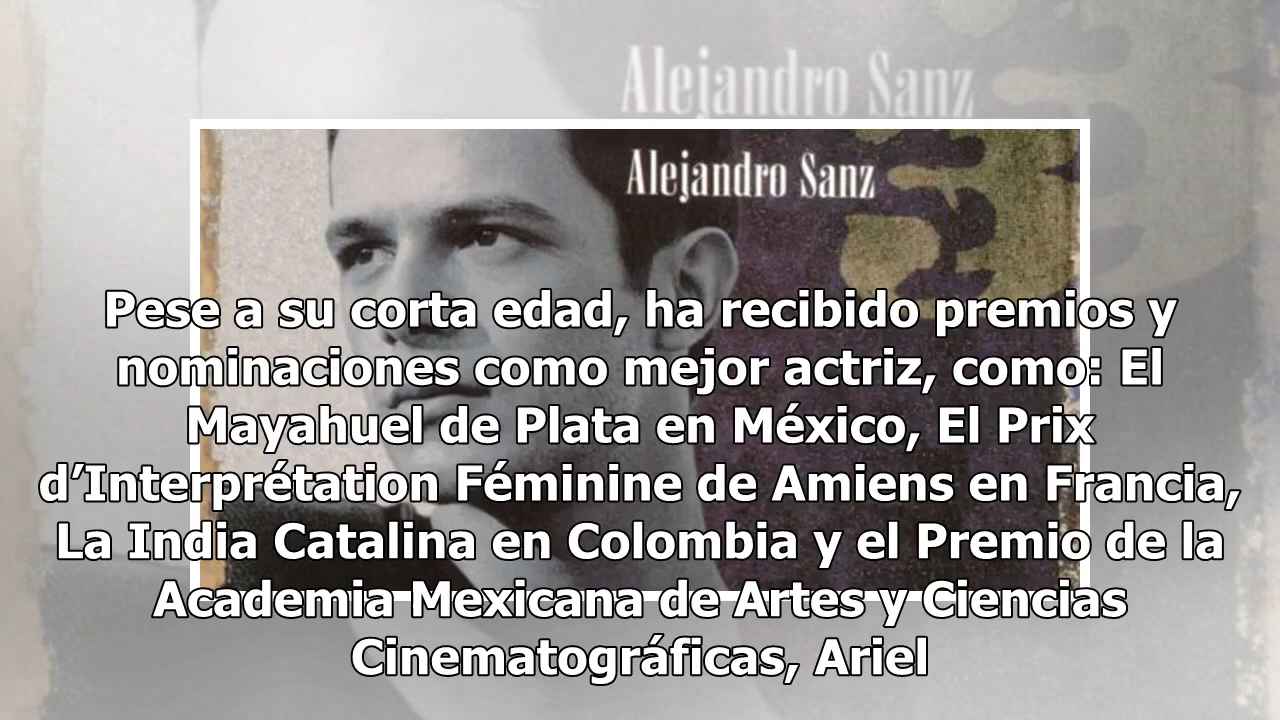 Alejandro Sanz
Alejandro Sanz
Pese a su corta edad, ha recibido premios y
nominaciones como mejor actriz, como: El
Mayahuel de Plata en México, El Prix
d’Interprétation Féminine de Amiens en Francia,
La India Catalina en Colombia y el Premio de la
Academia Mexicana de Artes y Ciencias
Cinematográficas, Ariel